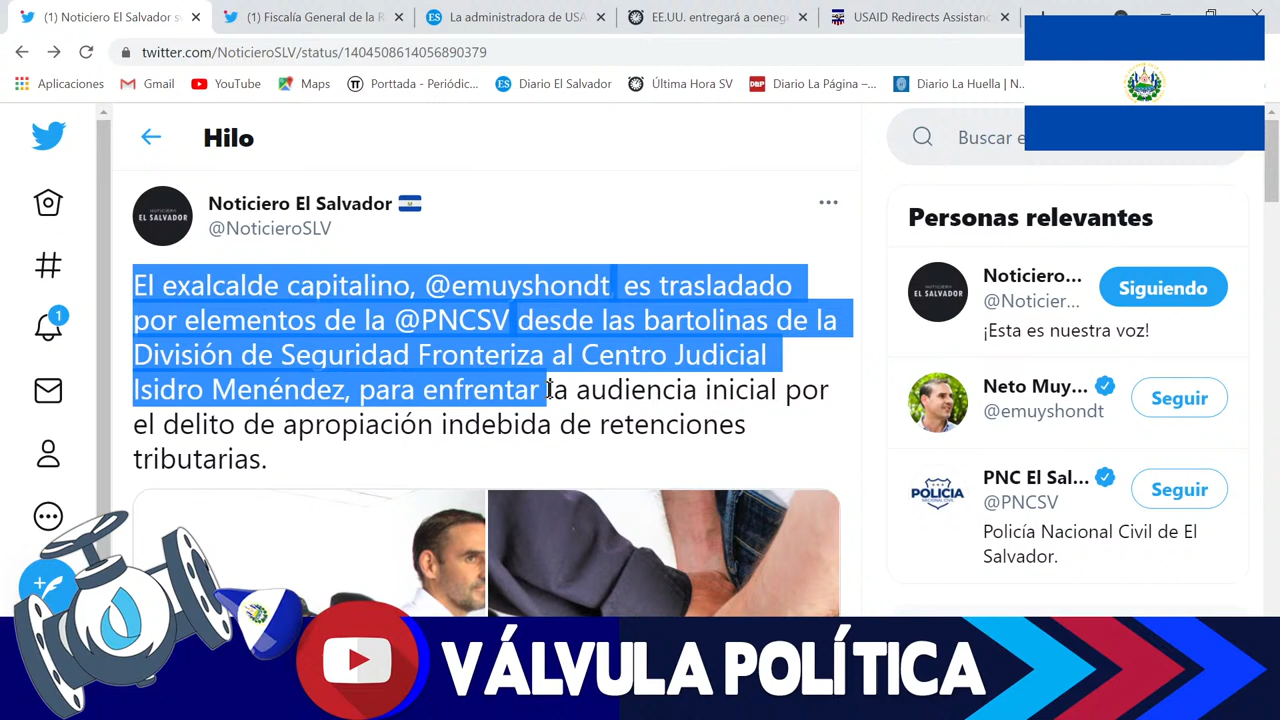 (1) Noticiero El Salvador
(1) Fiscalía General de la R
La administradora de USA
EE.UU. entregará a oeneg
USAID Redirects Assistanc
twitter.com/NoticieroSLV/status/1404508614056890379
Aplicaciones
Gmail
YouTube
Maps
Porttada - Periodic...
Diario El Salvador
Última Hora SV
Diario La Página –...
Diario La Huella | N...
Hilo
Buscar e
Noticiero El Salvador
@NoticieroSLV
El exalcalde capitalino, @emuyshondt, es trasladado
por elementos de la @PNCSV desde las bartolinas de la
División de Seguridad Fronteriza al Centro Judicial
Isidro Menéndez, para enfrentar la audiencia inicial por
el delito de apropiación indebida de retenciones
tributarias.
Personas relevantes
Noticiero...
@Noticier...
Siguiendo
¡Esta es nuestra voz!
Neto Muy...
@emuyshondt
Seguir
PNC El Sal...
@PNCSV
Seguir
Policía Nacional Civil de El
Salvador.
1
EL SALVADOR
POLICIA
VÁLVULA POLÍTICA